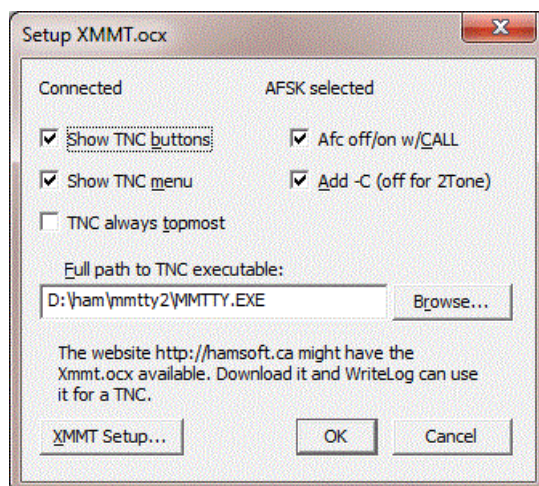 Setup XMMT.ocx
Connected
AFSK selected
Show TNC buttons
Afc off/on w/CALL
Show TNC menu
Add -C (off for 2Tone)
TNC always topmost
Full path to TNC executable:
D:\ham\mmtty2\MMTTY.EXE
Browse...
The website http://hamsoft.ca might have the
Xmmt.ocx available. Download it and WriteLog can use
it for a TNC.
XMMT Setup...
OK
Cancel